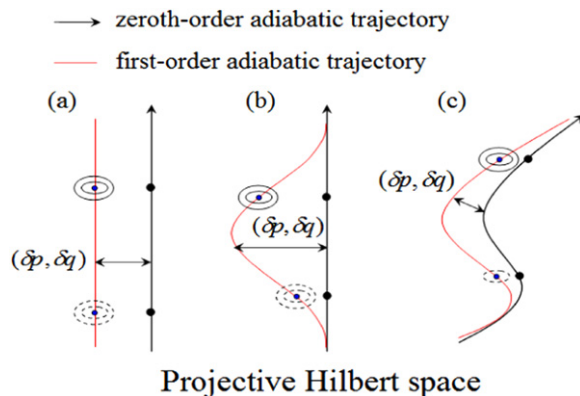 zeroth-order adiabatic trajectory
first-order adiabatic trajectory
(a) (b) (c)
(δp, δq)
(δp, δq)
(δp, δq)
Projective Hilbert space